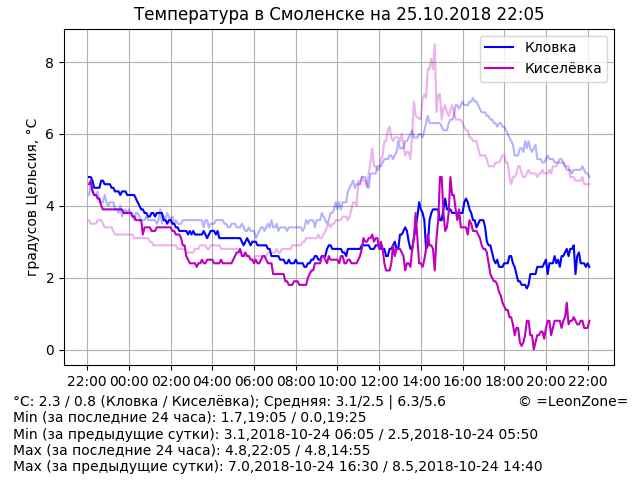 Температура в Смоленске на 25.10.2018 22:05
Кловка
Киселёвка
градусов Цельсия, °C
8
6
4
2
0
22:00 00:00 02:00 04:00 06:00 08:00 10:00 12:00 14:00 16:00 18:00 20:00 22:00
°C: 2.3 / 0.8 (Кловка / Киселёвка); Средняя: 3.1/2.5 | 6.3/5.6 © =LeonZone=
Min (за последние 24 часа): 1.7,19:05 / 0.0,19:25
Min (за предыдущие сутки): 3.1,2018-10-24 06:05 / 2.5,2018-10-24 05:50
Max (за последние 24 часа): 4.8,22:05 / 4.8,14:55
Max (за предыдущие сутки): 7.0,2018-10-24 16:30 / 8.5,2018-10-24 14:40